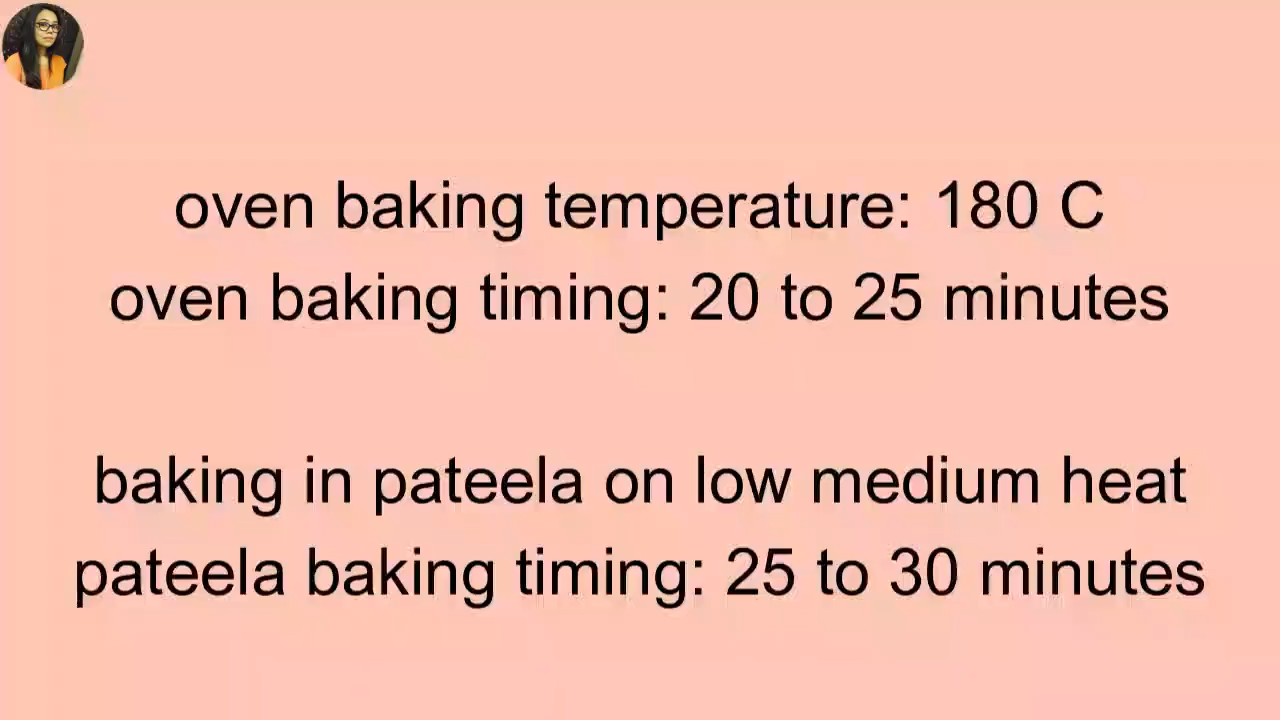 oven baking temperature: 180 C
oven baking timing: 20 to 25 minutes
baking in pateela on low medium heat
pateela baking timing: 25 to 30 minutes